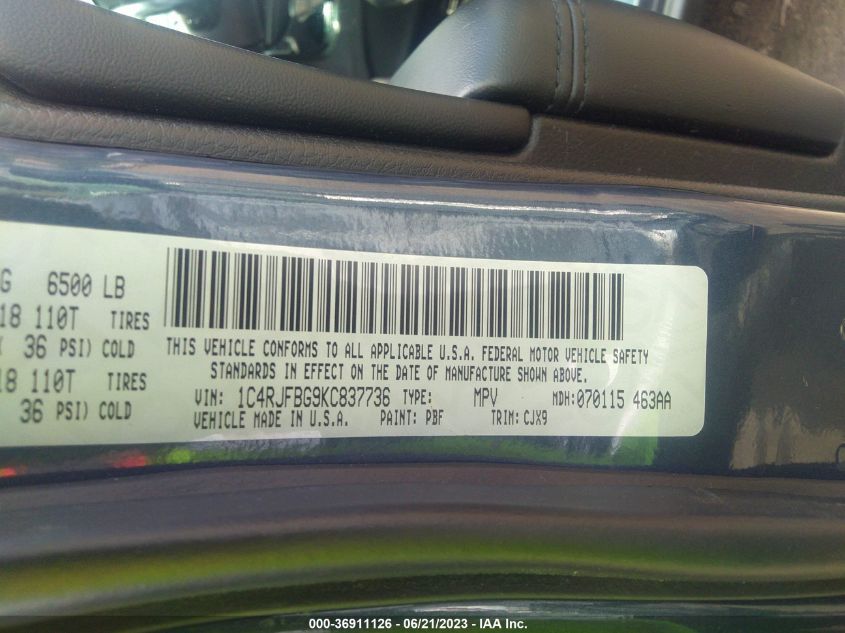 G 6500 LB
18 110T TIRES
36 PSI) COLD
18 110T TIRES
36 PSI) COLD
THIS VEHICLE CONFORMS TO ALL APPLICABLE U.S.A. FEDERAL MOTOR VEHICLE SAFETY
STANDARDS IN EFFECT ON THE DATE OF MANUFACTURE SHOWN ABOVE.
VIN: 1C4RJFBG9KC837736 TYPE: MPV MDH:070115 463AA
VEHICLE MADE IN U.S.A. PAINT: PBF TRIM: CJX9
000-36911126 - 06/21/2023 - IAA Inc.